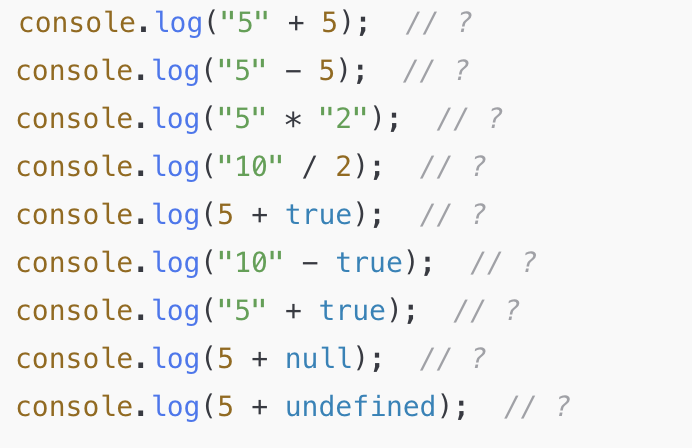 console.log("5" + 5);  // ?
console.log("5" - 5);  // ?
console.log("5" * "2");  // ?
console.log("10" / 2);  // ?
console.log(5 + true);  // ?
console.log("10" - true);  // ?
console.log("5" + true);  // ?
console.log(5 + null);  // ?
console.log(5 + undefined);  // ?